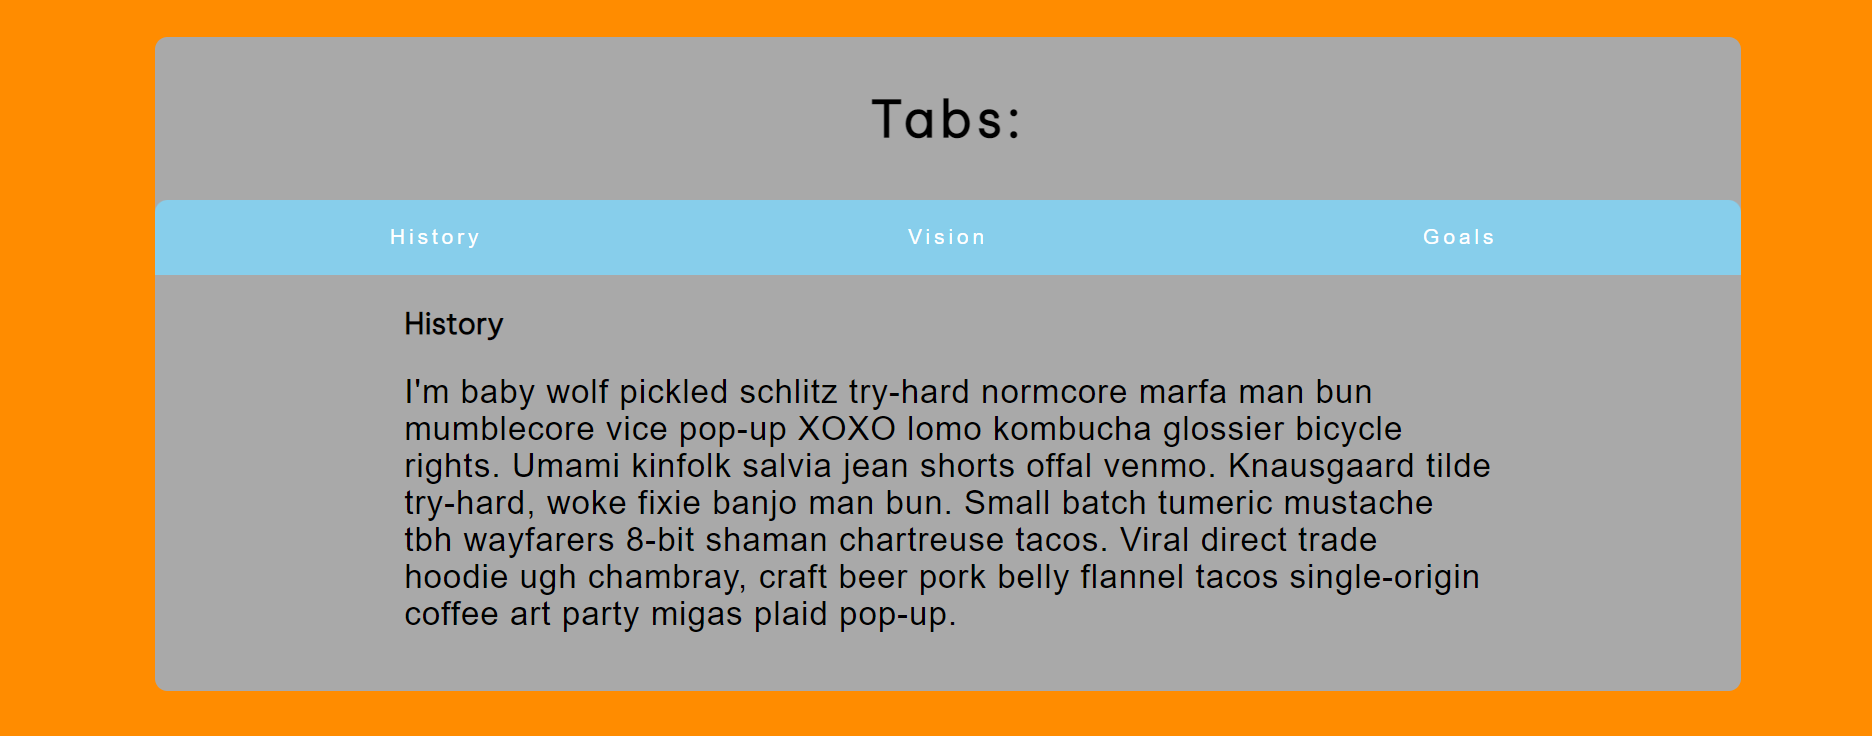 Tabs:
History Vision Goals
History
I'm baby wolf pickled schlitz try-hard normcore marfa man bun
mumblecore vice pop-up XOXO lomo kombucha glossier bicycle
rights. Umami kinfolk salvia jean shorts offal venmo. Knausgaard tilde
try-hard, woke fixie banjo man bun. Small batch tumeric mustache
tbh wayfarers 8-bit shaman chartreuse tacos. Viral direct trade
hoodie ugh chambray, craft beer pork belly flannel tacos single-origin
coffee art party migas plaid pop-up.